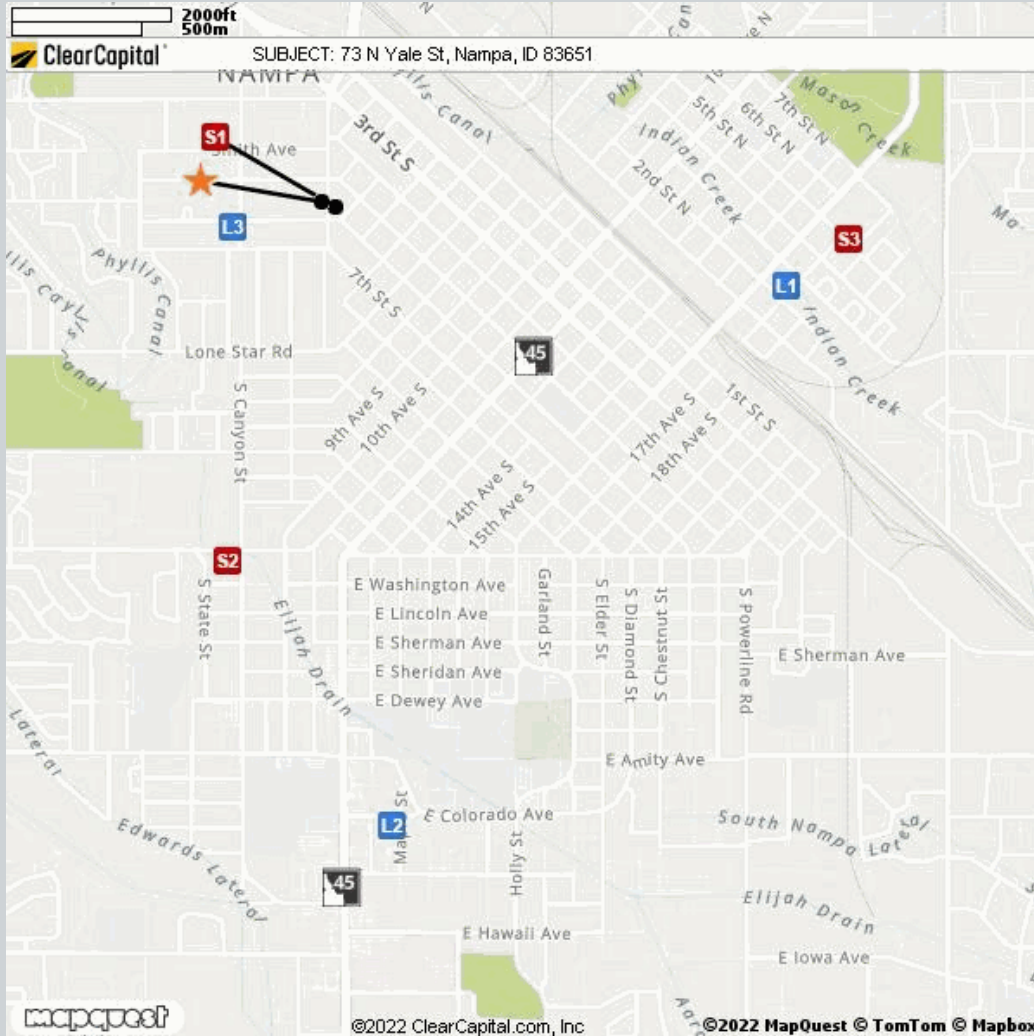 2000ft
500m
ClearCapital
SUBJECT: 73 N Yale St, Nampa, ID 83651
NAMPA
Canal
3rd St S
5th St N
6th St N
7th St N
Mason Creek
Indian Creek
2nd St N
S1
Smith Ave
L3
S3
L1
Phyllis Canal
7th St S
Indian Creek
Lone Star Rd
45
S Canyon St
9th Ave S
10th Ave S
1st St S
17th Ave S
18th Ave S
14th Ave S
15th Ave S
S2
S State St
Elijah Drain
E Washington Ave
E Lincoln Ave
E Sherman Ave
E Sheridan Ave
E Dewey Ave
Garland St
S Elder St
S Diamond St
S Chestnut St
S Powerline Rd
E Sherman Ave
Lateral
E Amity Ave
Edwards Lateral
L2
St
E Colorado Ave
South Nampa Lateral
45
Holly St
Elijah Drain
E Hawaii Ave
E Iowa Ave
mapquest
©2022 ClearCapital.com, Inc
©2022 MapQuest © TomTom © Mapbox